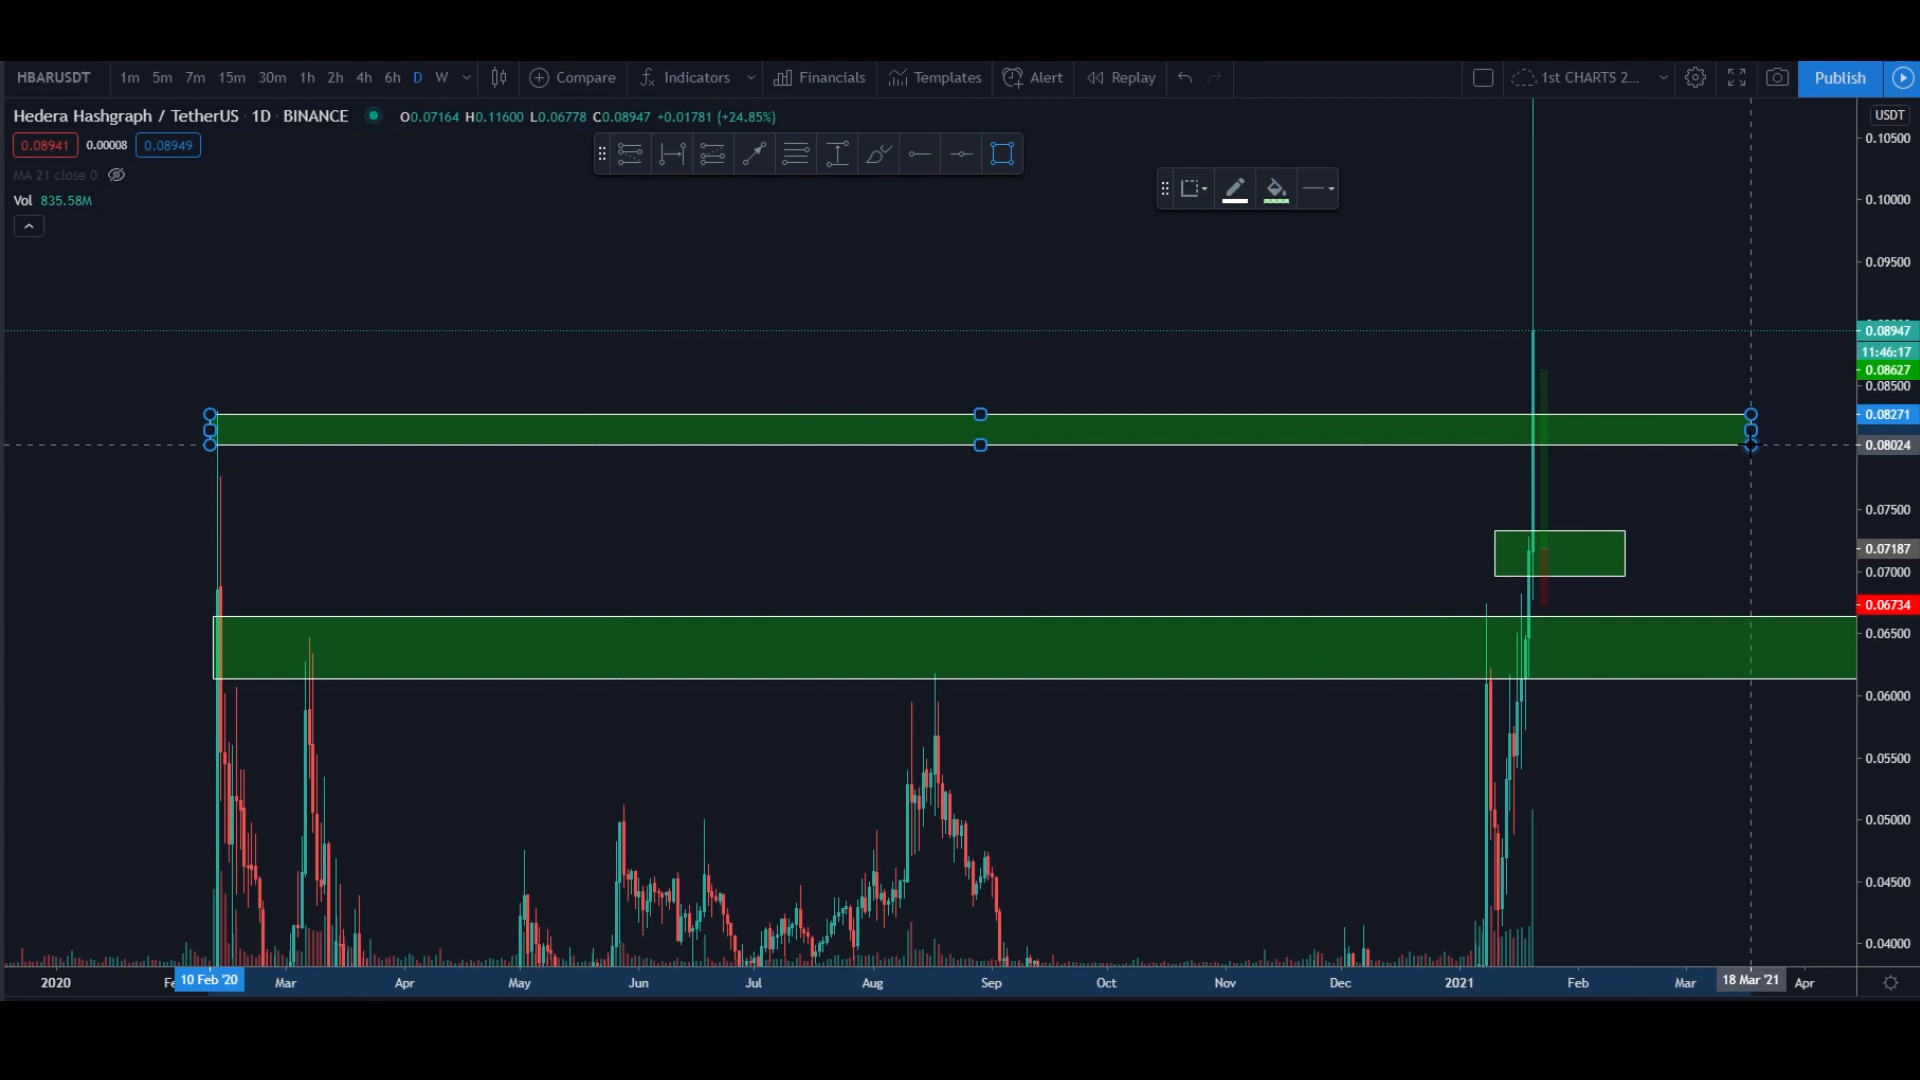 HBARUSDT 1m 5m 7m 15m 30m 1h 2h 4h 6h D W Compare Indicators Financials Templates Alert Replay 1st CHARTS 2... Publish
Hedera Hashgraph / TetherUS · 1D · BINANCE O0.07164 H0.11600 L0.06778 C0.08947 +0.01781 (+24.85%)
USDT
0.08941 0.00008 0.08949
MA 21 close 0
Vol 835.58M
0.10500
0.10000
0.09500
0.08947
11:46:17
0.08627
0.08500
0.08271
0.08024
0.07500
0.07187
0.07000
0.06734
0.06500
0.06000
0.05500
0.05000
0.04500
0.04000
2020 Fe 10 Feb '20 Mar Apr May Jun Jul Aug Sep Oct Nov Dec 2021 Feb Mar 18 Mar '21 Apr